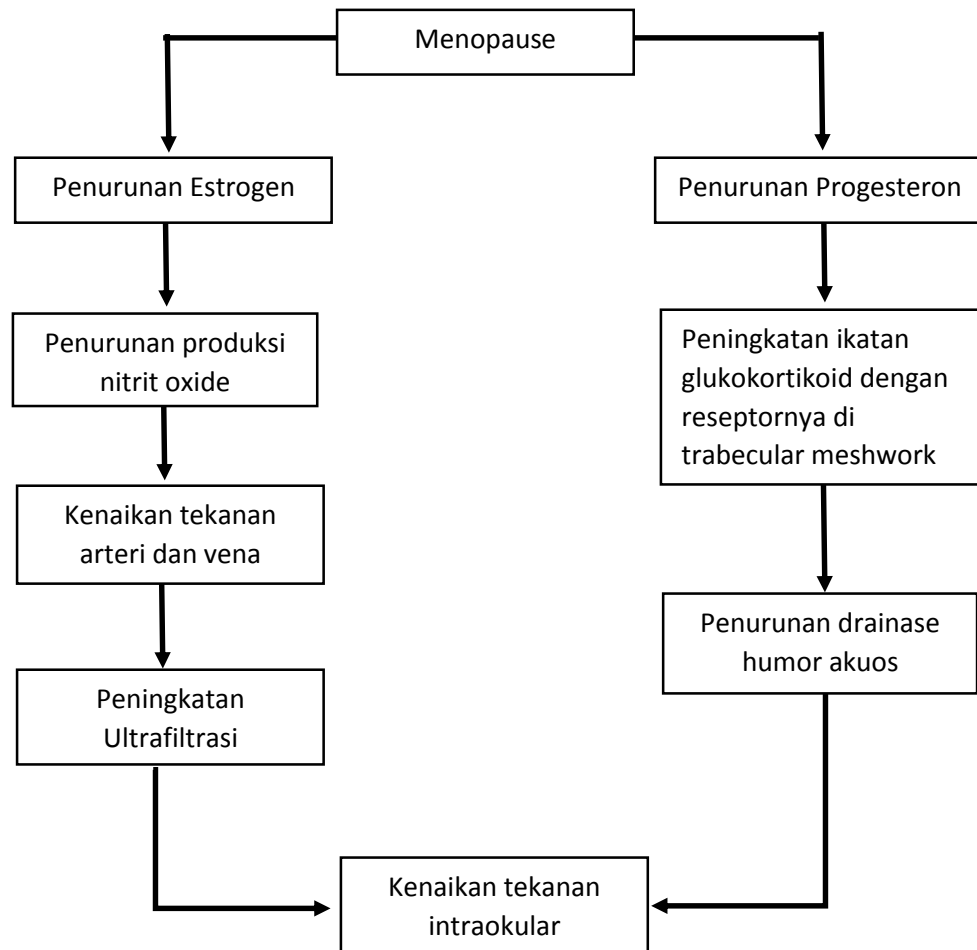 Menopause
Penurunan Estrogen
Penurunan Progesteron
Penurunan produksi
nitrit oxide
Peningkatan ikatan
glukokortikoid dengan
reseptornya di
trabecular meshwork
Kenaikan tekanan
arteri dan vena
Penurunan drainase
humor akuos
Peningkatan
Ultrafiltrasi
Kenaikan tekanan
intraokular